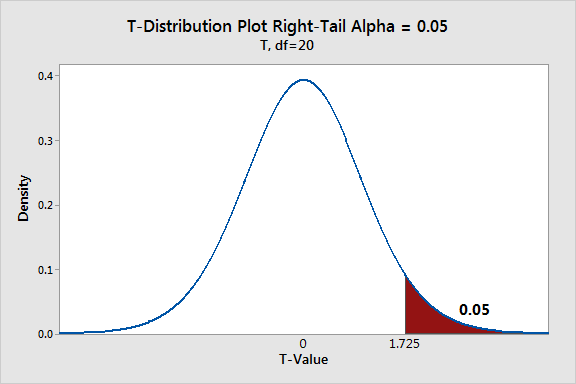 T-Distribution Plot Right-Tail Alpha = 0.05
T, df=20
0.4
0.3
0.2
0.1
0.0
Density
0.05
0 1.725
T-Value